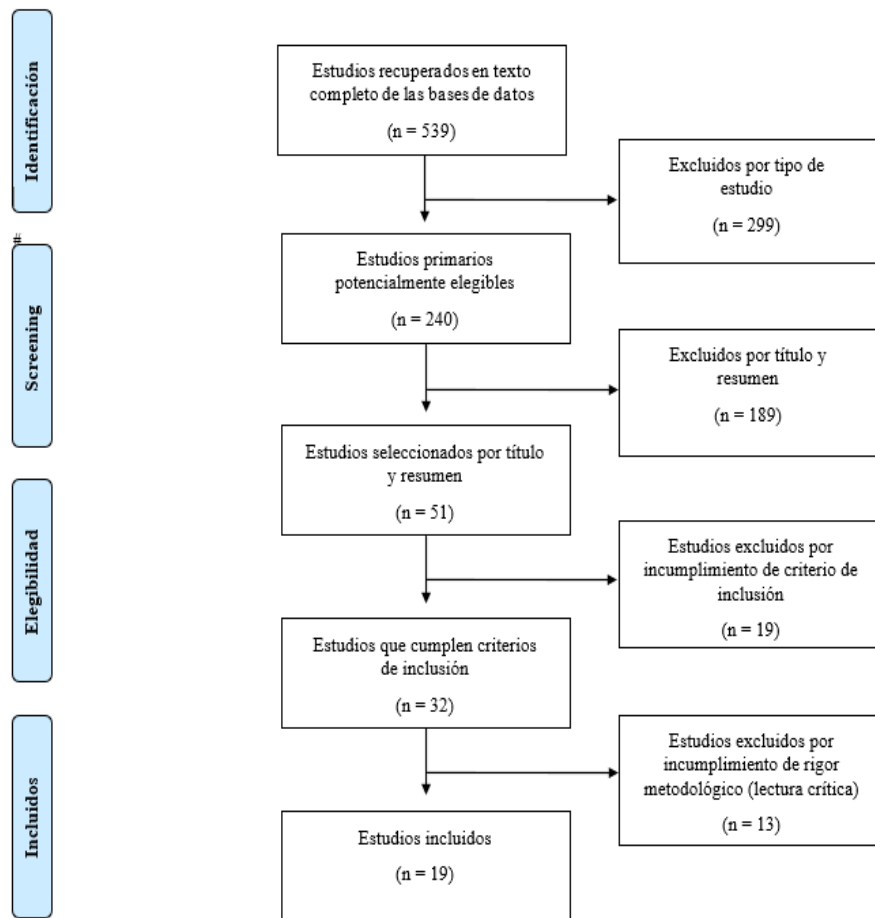 Identificación
Estudios recuperados en texto
completo de las bases de datos
(n = 539)
Excluidos por tipo de
estudio
(n = 299)
#
Screening
Estudios primarios
potencialmente elegibles
(n = 240)
Excluidos por título y
resumen
(n = 189)
Estudios seleccionados por título
y resumen
(n = 51)
Elegibilidad
Estudios excluidos por
incumplimiento de criterio de
inclusión
(n = 19)
Estudios que cumplen criterios
de inclusión
(n = 32)
Incluidos
Estudios excluidos por
incumplimiento de rigor
metodológico (lectura crítica)
(n = 13)
Estudios incluidos
(n = 19)